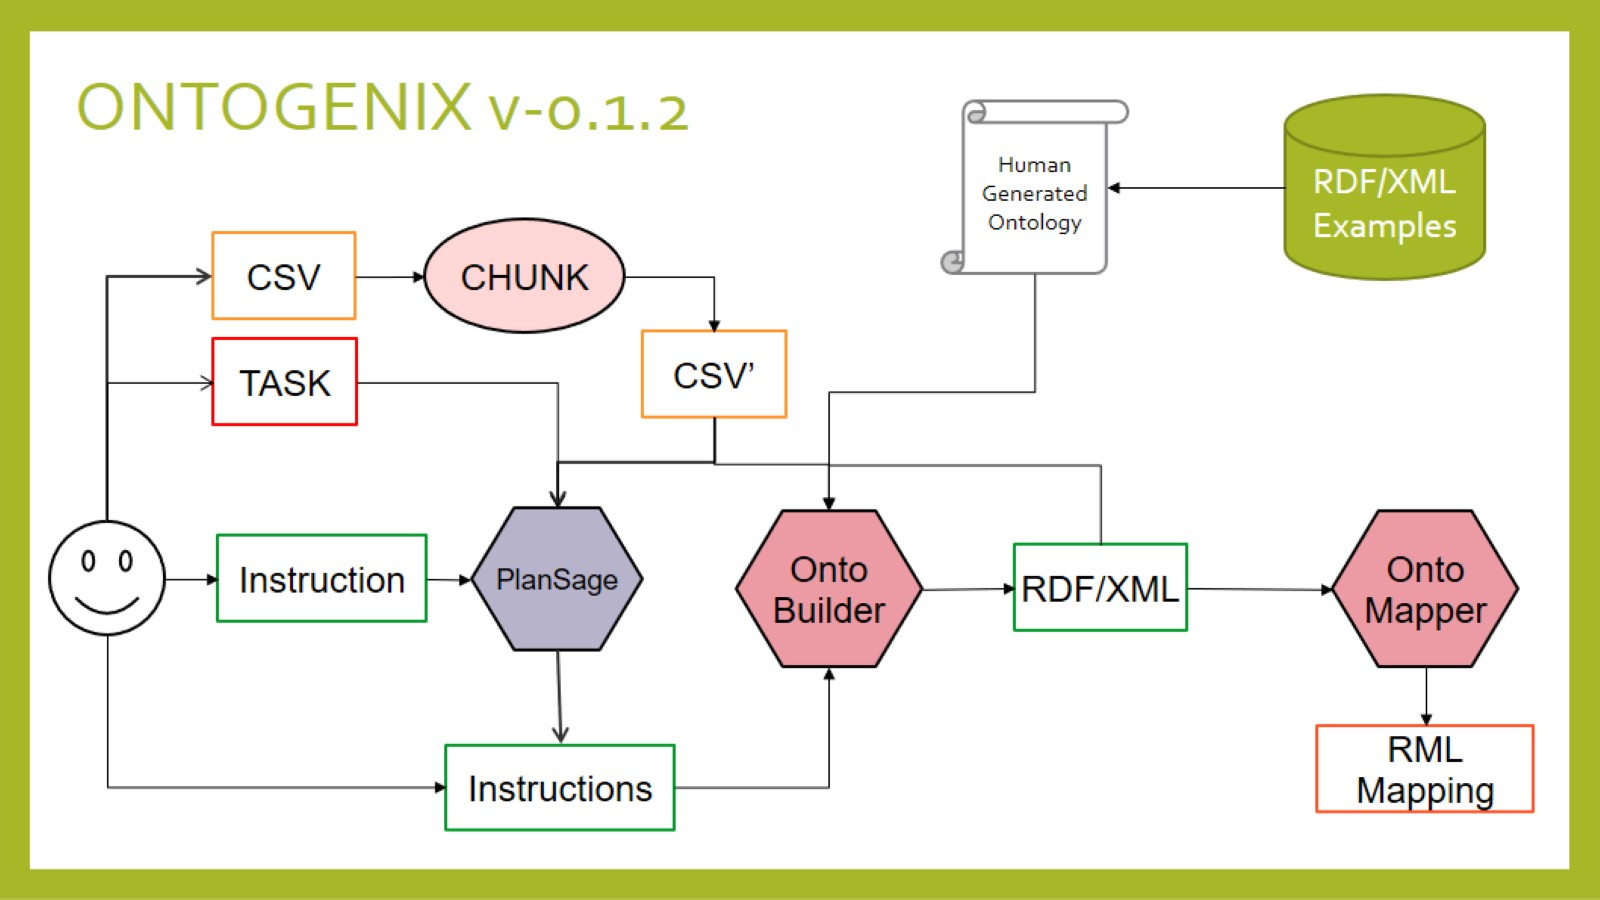 ONTOGENIX v-0.1.2
Human
Generated
Ontology
RDF/XML
Examples
CSV
CHUNK
CSV’
TASK
Instruction
PlanSage
Onto
Builder
RDF/XML
Onto
Mapper
Instructions
RML
Mapping